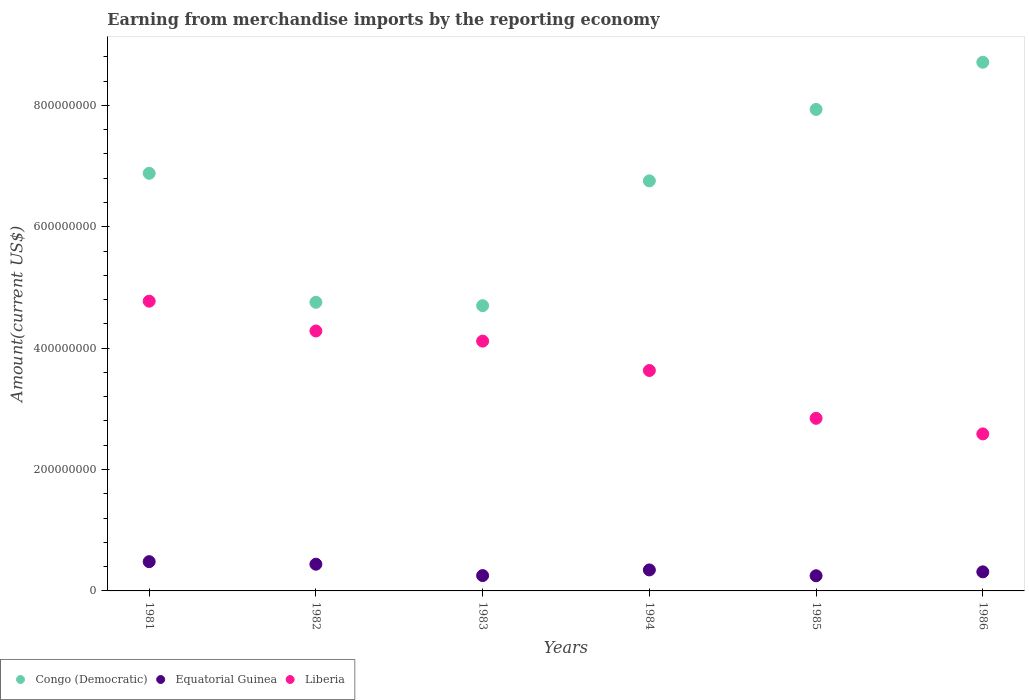 Earning from merchandise imports by the reporting economy
Amount(current US$)
800000000
600000000
400000000
200000000
0
1981
1982
1983
1984
1985
1986
Years
Congo (Democratic)
Equatorial Guinea
Liberia